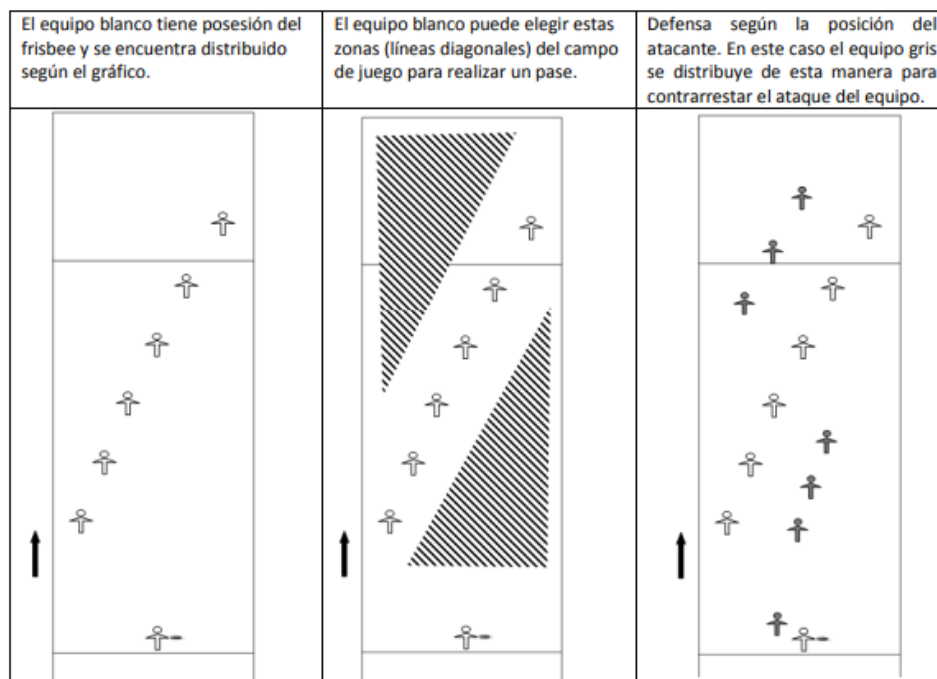 El equipo blanco tiene posesión del
frisbee y se encuentra distribuido
según el gráfico.
El equipo blanco puede elegir estas
zonas (líneas diagonales) del campo
de juego para realizar un pase.
Defensa según la posición del
atacante. En este caso el equipo gris
se distribuye de esta manera para
contrarrestar el ataque del equipo.